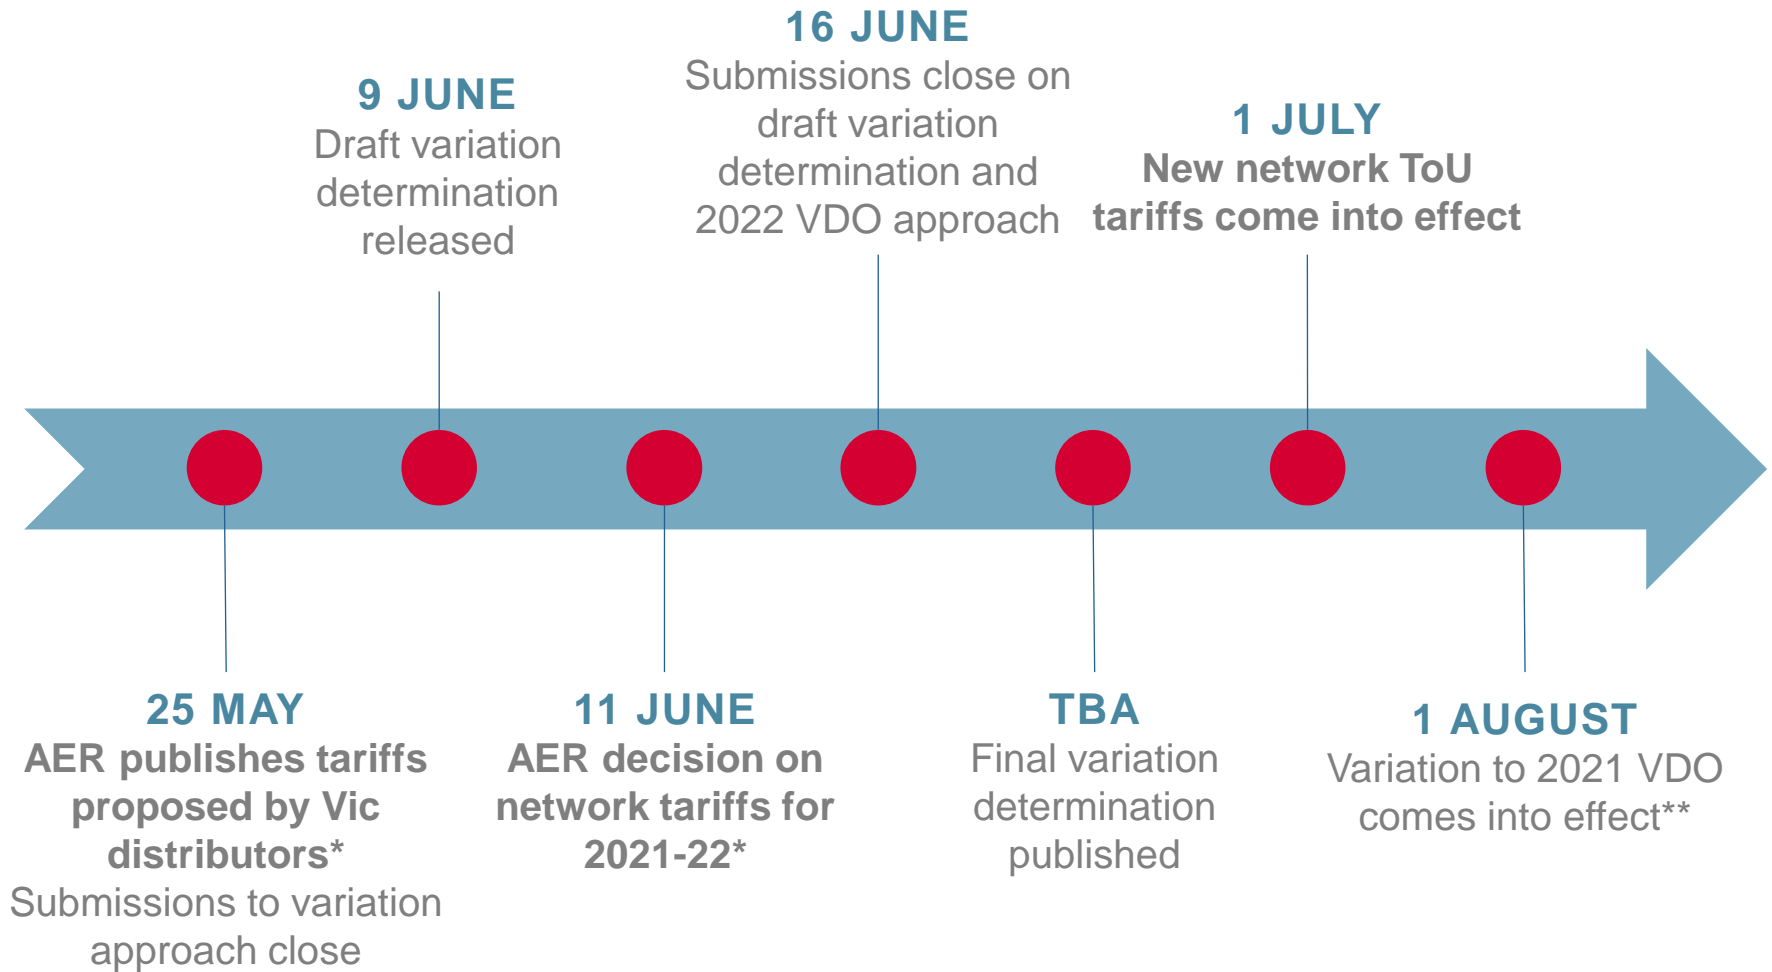 16 JUNE
Submissions close on
draft variation
determination and
2022 VDO approach
9 JUNE
Draft variation
determination
released
1 JULY
New network ToU
tariffs come into effect
25 MAY
AER publishes tariffs
proposed by Vic
distributors*
Submissions to variation
approach close
11 JUNE
AER decision on
network tariffs for
2021-22*
TBA
Final variation
determination
published
1 AUGUST
Variation to 2021 VDO
comes into effect**